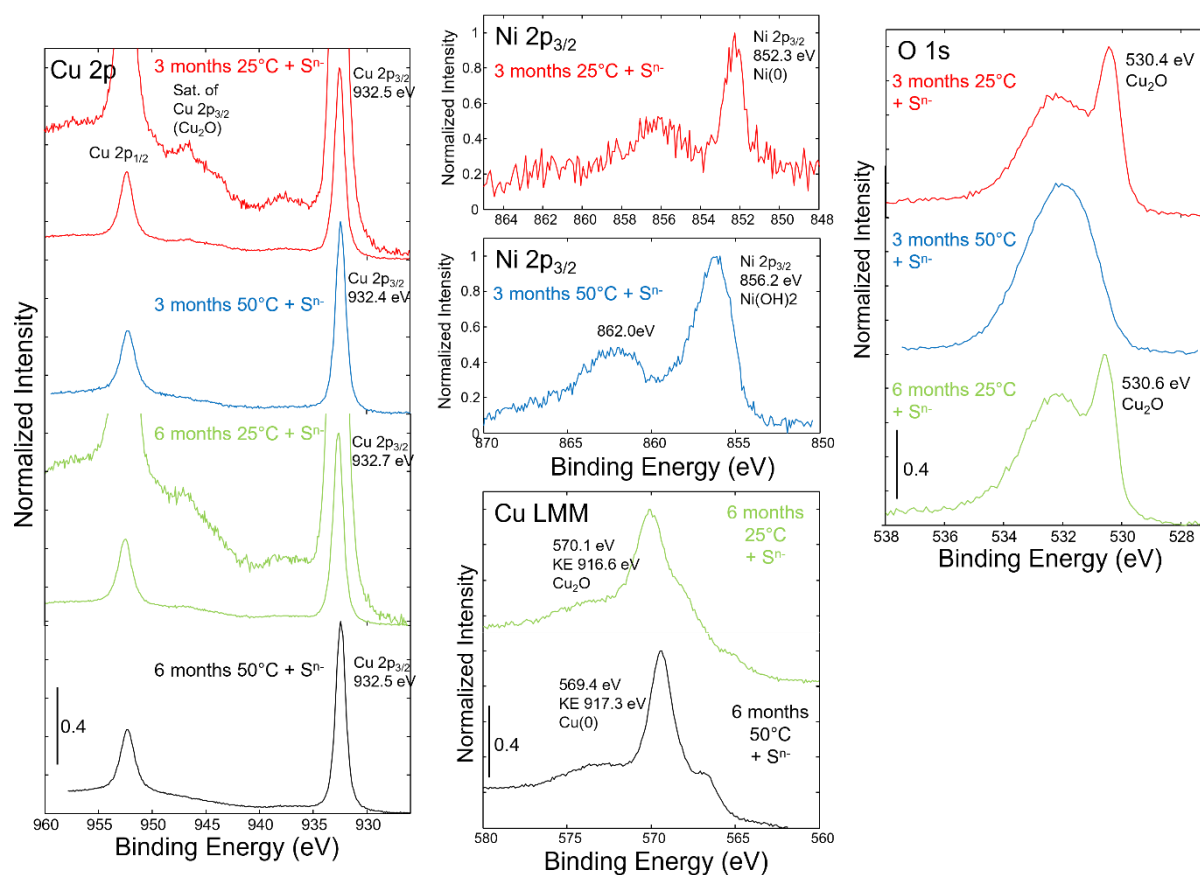 Cu 2p
3 months 25°C + Sⁿ⁻
Sat. of
Cu 2p₃/₂
(Cu₂O)
Cu 2p₃/₂
932.5 eV
Cu 2p₁/₂
3 months 50°C + Sⁿ⁻
Cu 2p₃/₂
932.4 eV
6 months 25°C + Sⁿ⁻
Cu 2p₃/₂
932.7 eV
6 months 50°C + Sⁿ⁻
Cu 2p₃/₂
932.5 eV
0.4
Normalized Intensity
960 955 950 945 940 935 930
Binding Energy (eV)
Ni 2p₃/₂
3 months 25°C + Sⁿ⁻
Ni 2p₃/₂
852.3 eV
Ni(0)
Normalized Intensity
1
0.8
0.6
0.4
0.2
0
864 862 860 858 856 854 852 850 848
Ni 2p₃/₂
3 months 50°C + Sⁿ⁻
Ni 2p₃/₂
856.2 eV
Ni(OH)2
862.0eV
Normalized Intensity
1
0.8
0.6
0.4
0.2
0
870 865 860 855 850
Binding Energy (eV)
Cu LMM
6 months
25°C
+ Sⁿ⁻
570.1 eV
KE 916.6 eV
Cu₂O
569.4 eV
KE 917.3 eV
Cu(0)
6 months
50°C
+ Sⁿ⁻
0.4
Normalized Intensity
580 575 570 565 560
Binding Energy (eV)
O 1s
3 months 25°C
+ Sⁿ⁻
530.4 eV
Cu₂O
3 months 50°C
+ Sⁿ⁻
6 months 25°C
+ Sⁿ⁻
530.6 eV
Cu₂O
0.4
Normalized Intensity
538 536 534 532 530 528
Binding Energy (eV)